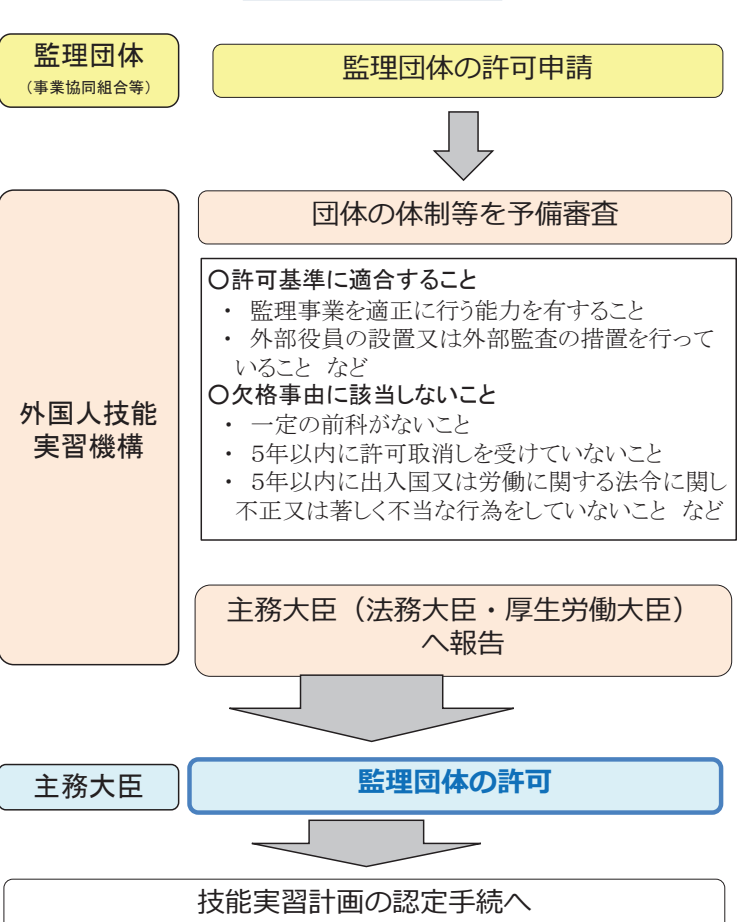 監理団体
（事業協同組合等）
監理団体の許可申請
団体の体制等を予備審査
外国人技能
実習機構
○許可基準に適合すること
・ 監理事業を適正に行う能力を有すること
・ 外部役員の設置又は外部監査の措置を行って
いること など
○欠格事由に該当しないこと
・ 一定の前科がないこと
・ 5年以内に許可取消しを受けていないこと
・ 5年以内に出入国又は労働に関する法令に関し
不正又は著しく不当な行為をしていないこと など
主務大臣（法務大臣・厚生労働大臣）
へ報告
主務大臣
監理団体の許可
技能実習計画の認定手続へ